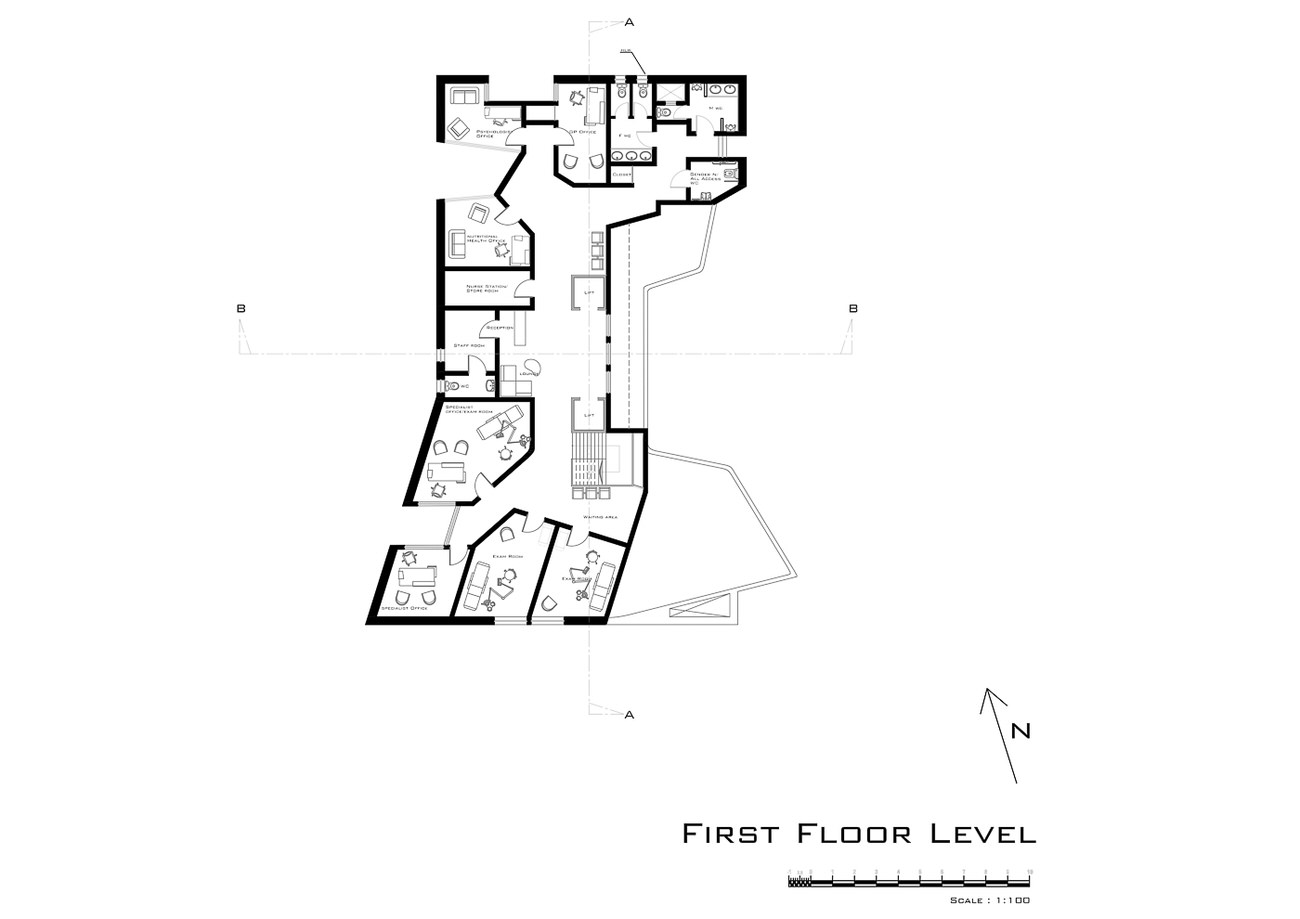 A
Psychologist
Office
GP Office
F WC
M WC
Closet
Gender N/
All Access
WC
Nutritional
Health Office
Lift
Nurse Station/
Store room
B
B
Reception
Staff room
Lounge
WC
Specialist
Office/Exam Room
Lift
Waiting area
Exam Room
Exam Room
Specialist Office
A
N
First Floor Level
1 2 3 4 5 6 7 8 9 10
Scale : 1:100